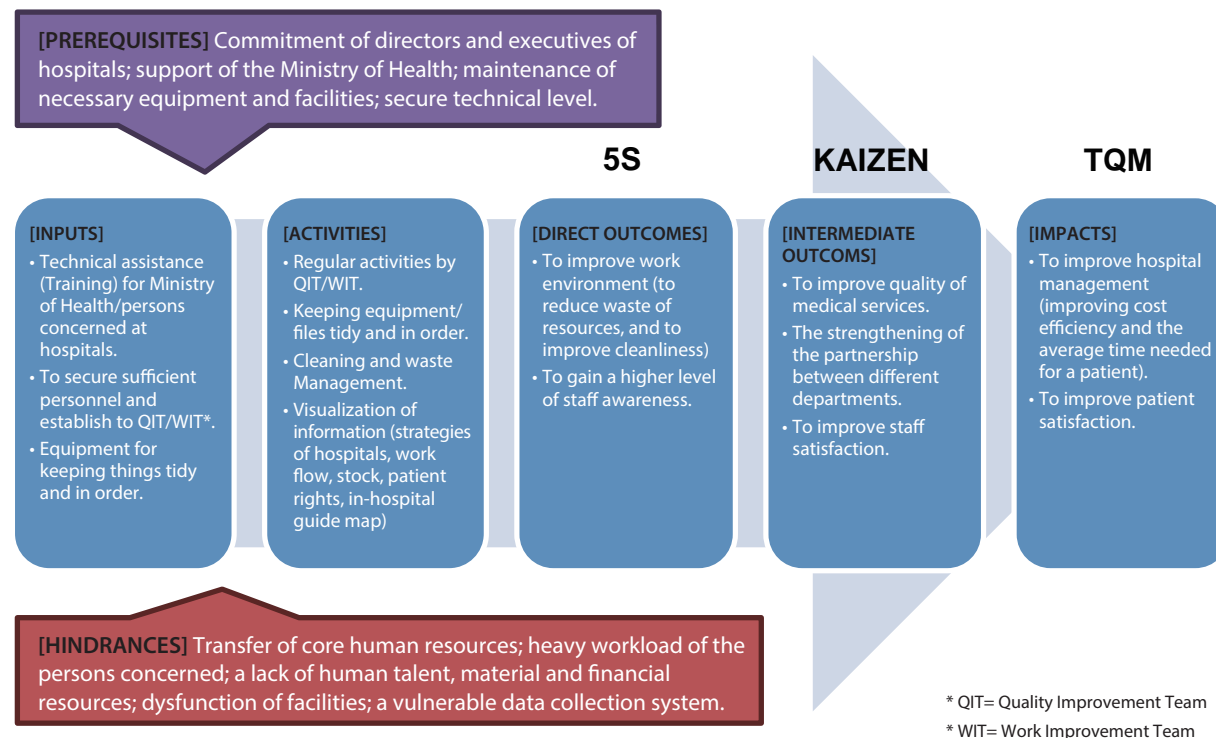 [PREREQUISITES] Commitment of directors and executives of
hospitals; support of the Ministry of Health; maintenance of
necessary equipment and facilities; secure technical level.
5S
KAIZEN
TQM
[INPUTS]
• Technical assistance
(Training) for Ministry
of Health/persons
concerned at
hospitals.
• To secure sufficient
personnel and
establish to QIT/WIT*.
• Equipment for
keeping things tidy
and in order.
[ACTIVITIES]
• Regular activities by
QIT/WIT.
• Keeping equipment/
files tidy and in order.
• Cleaning and waste
Management.
• Visualization of
information (strategies
of hospitals, work
flow, stock, patient
rights, in-hospital
guide map)
[DIRECT OUTCOMES]
• To improve work
environment (to
reduce waste of
resources, and to
improve cleanliness)
• To gain a higher level
of staff awareness.
[INTERMEDIATE
OUTCOMS]
• To improve quality of
medical services.
• The strengthening of
the partnership
between different
departments.
• To improve staff
satisfaction.
[IMPACTS]
• To improve hospital
management
(improving cost
efficiency and the
average time needed
for a patient).
• To improve patient
satisfaction.
[HINDRANCES] Transfer of core human resources; heavy workload of the
persons concerned; a lack of human talent, material and financial
resources; dysfunction of facilities; a vulnerable data collection system.
* QIT= Quality Improvement Team
* WIT= Work Improvement Team